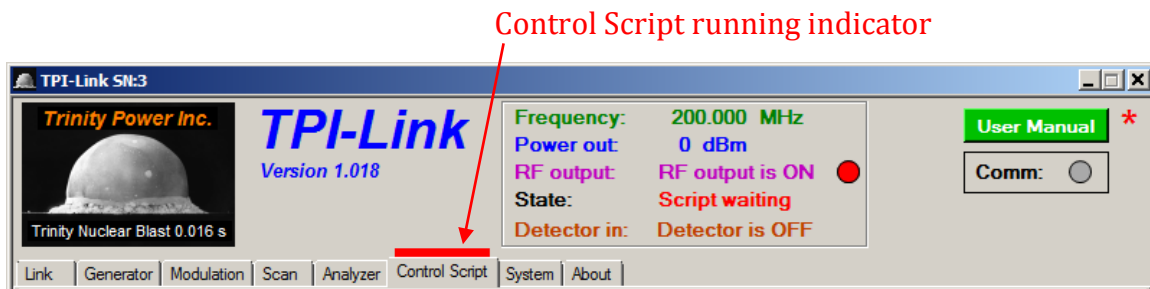 Control Script running indicator
TPI-Link SN:3
Trinity Power Inc.
Trinity Nuclear Blast 0.016 s
TPI-Link
Version 1.018
Frequency: 200.000 MHz
Power out: 0 dBm
RF output: RF output is ON
State: Script waiting
Detector in: Detector is OFF
User Manual *
Comm:
Link Generator Modulation Scan Analyzer Control Script System About